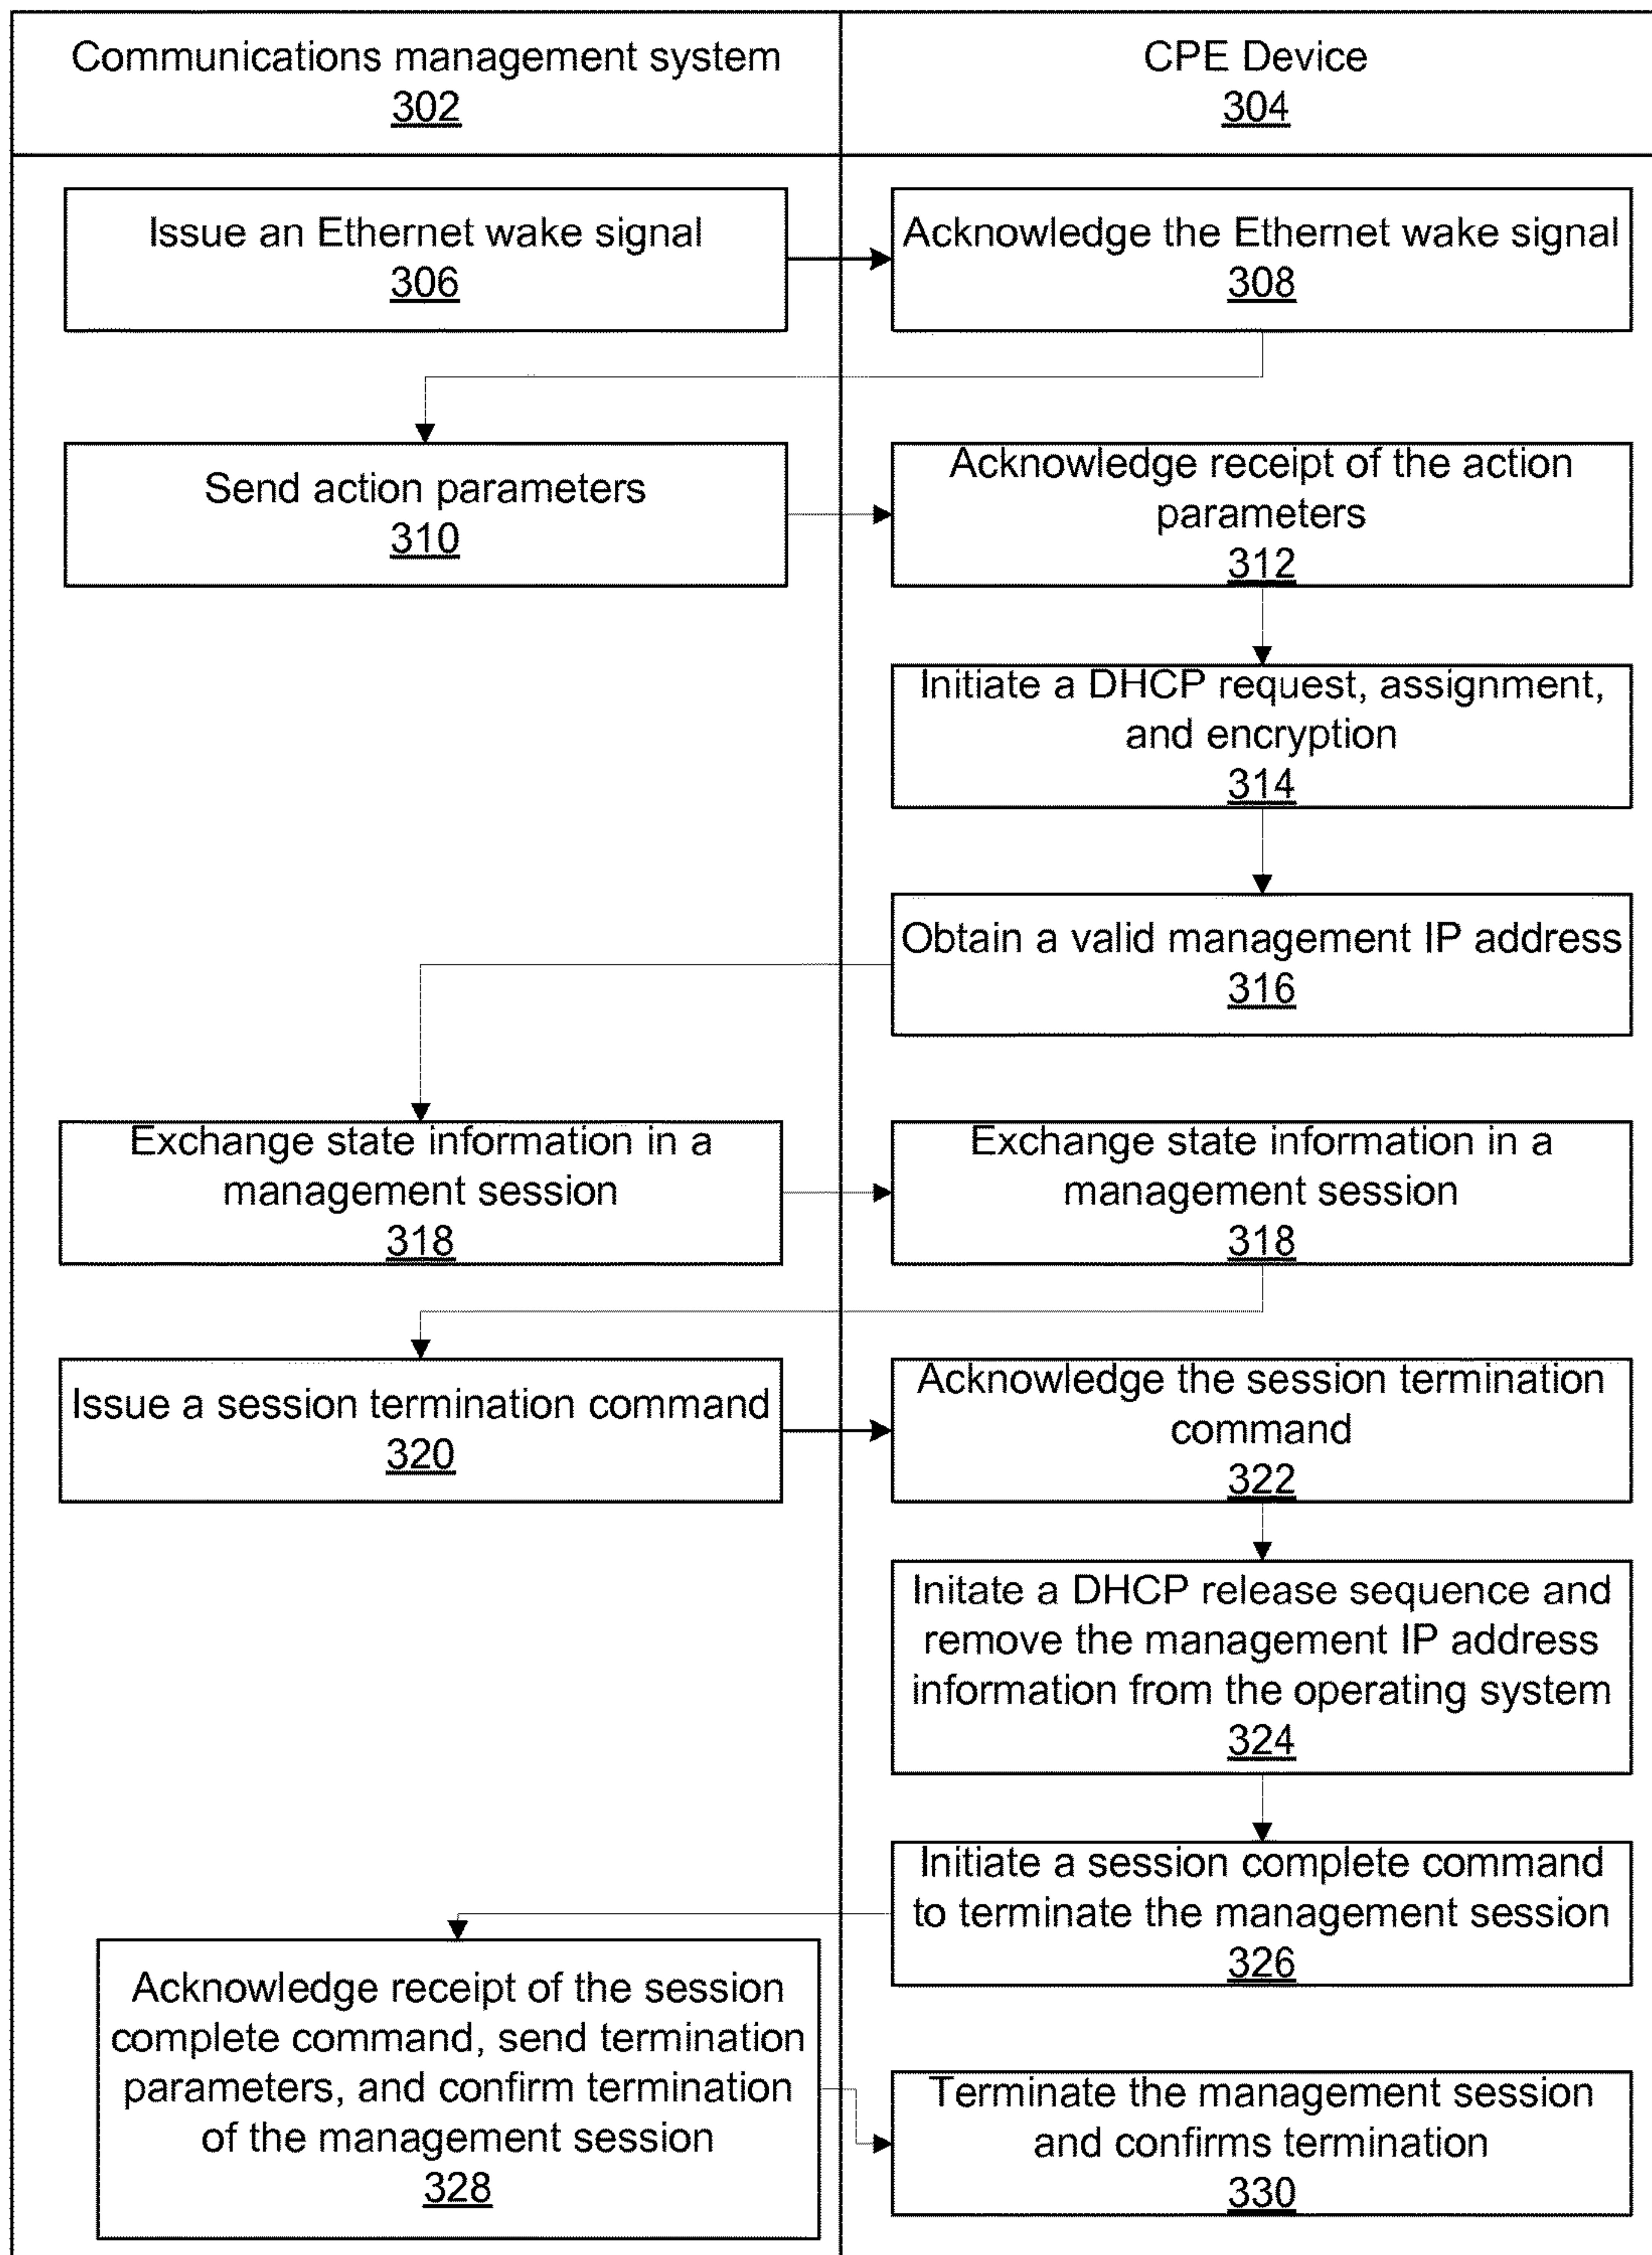 Communications management system
302
CPE Device
304
Issue an Ethernet wake signal
306
Acknowledge the Ethernet wake signal
308
Send action parameters
310
Acknowledge receipt of the action
parameters
312
Initiate a DHCP request, assignment,
and encryption
314
Obtain a valid management IP address
316
Exchange state information in a
management session
318
Exchange state information in a
management session
318
Issue a session termination command
320
Acknowledge the session termination
command
322
Initate a DHCP release sequence and
remove the management IP address
information from the operating system
324
Initiate a session complete command
to terminate the management session
326
Acknowledge receipt of the session
complete command, send termination
parameters, and confirm termination
of the management session
328
Terminate the management session
and confirms termination
330